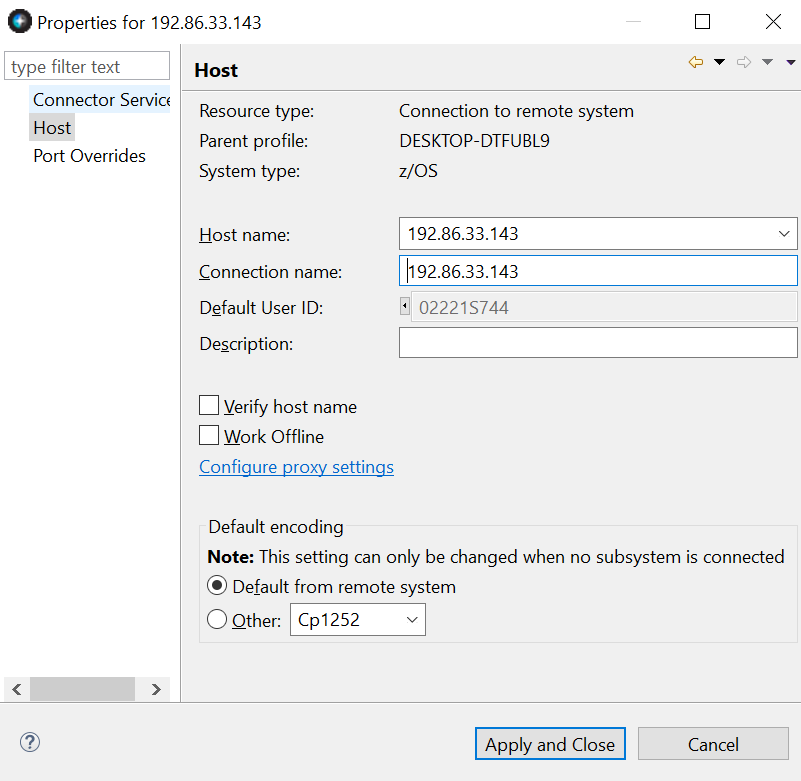 Properties for 192.86.33.143
type filter text
Connector Service
Host
Port Overrides
Host
Resource type: Connection to remote system
Parent profile: DESKTOP-DTFUBL9
System type: z/OS
Host name: 192.86.33.143
Connection name: 192.86.33.143
Default User ID: 02221S744
Description:
Verify host name
Work Offline
Configure proxy settings
Default encoding
Note: This setting can only be changed when no subsystem is connected
Default from remote system
Other: Cp1252
Apply and Close
Cancel